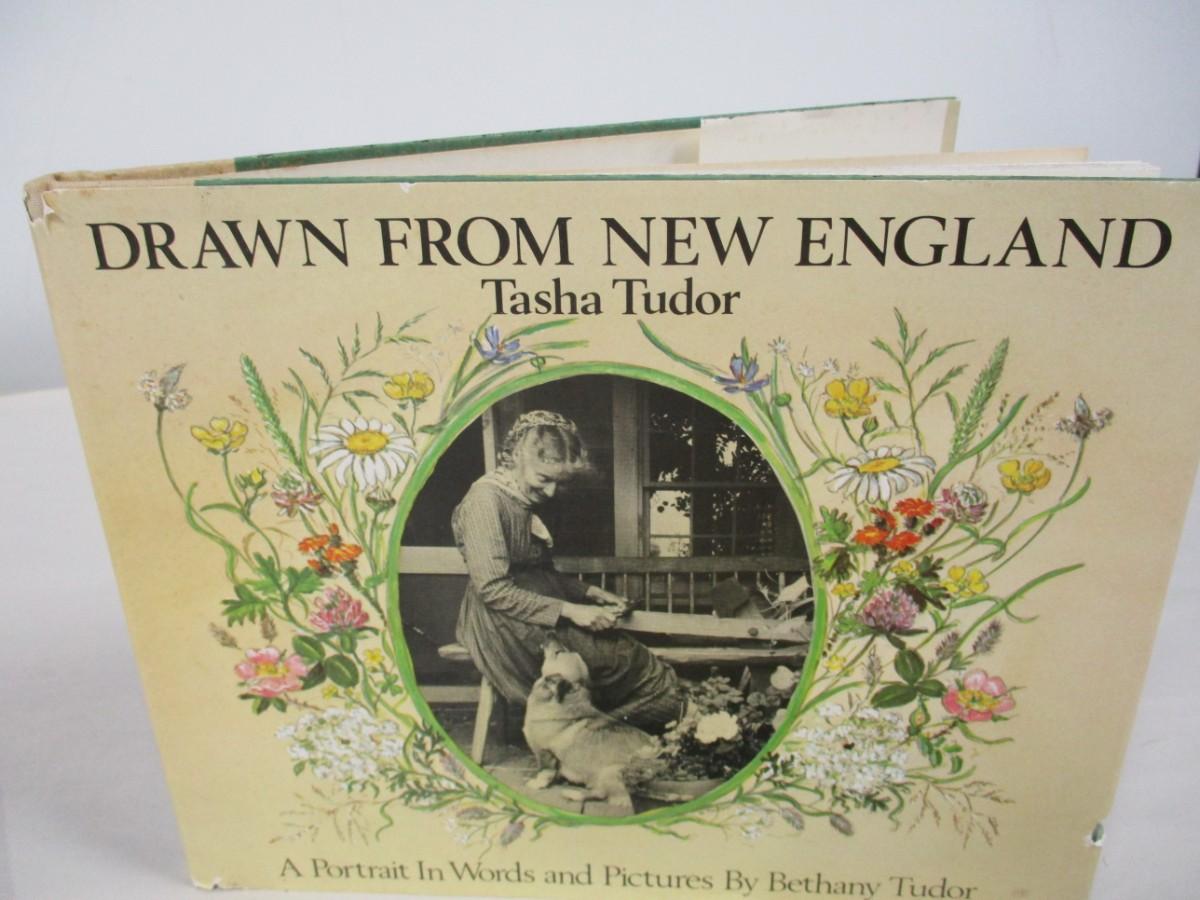 DRAWN FROM NEW ENGLAND
Tasha Tudor
A Portrait In Words and Pictures By Bethany Tudor